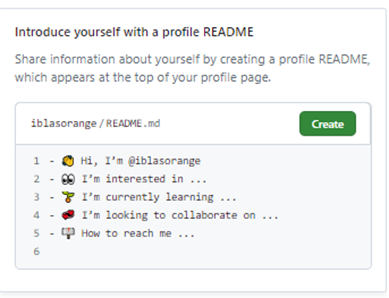 Introduce yourself with a profile README
Share information about yourself by creating a profile README,
which appears at the top of your profile page.
iblasorange/README.md
Create
1 - 👋 Hi, I'm @iblasorange
2 - 👀 I'm interested in ...
3 - 🌱 I'm currently learning ...
4 - 💞️ I'm looking to collaborate on ...
5 - 📫 How to reach me ...
6